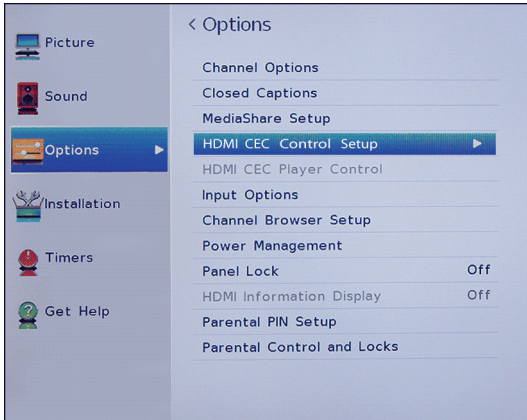 Picture
Sound
Options
Installation
Timers
Get Help
< Options
Channel Options
Closed Captions
MediaShare Setup
HDMI CEC Control Setup
HDMI CEC Player Control
Input Options
Channel Browser Setup
Power Management
Panel Lock Off
HDMI Information Display Off
Parental PIN Setup
Parental Control and Locks